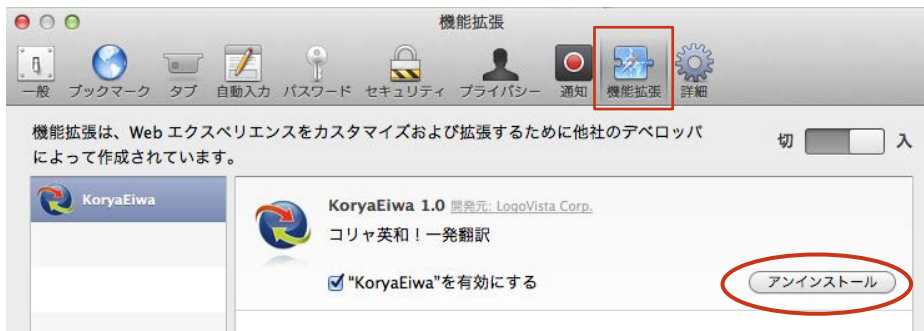 機能拡張
一般 ブックマーク タブ 自動入力 パスワード セキュリティ プライバシー 通知 機能拡張 詳細
機能拡張は、Web エクスペリエンスをカスタマイズおよび拡張するために他社のデベロッパ
によって作成されています。
切 入
KoryaEiwa
KoryaEiwa 1.0 開発元: LogoVista Corp.
コリャ英和！一発翻訳
"KoryaEiwa"を有効にする
アンインストール